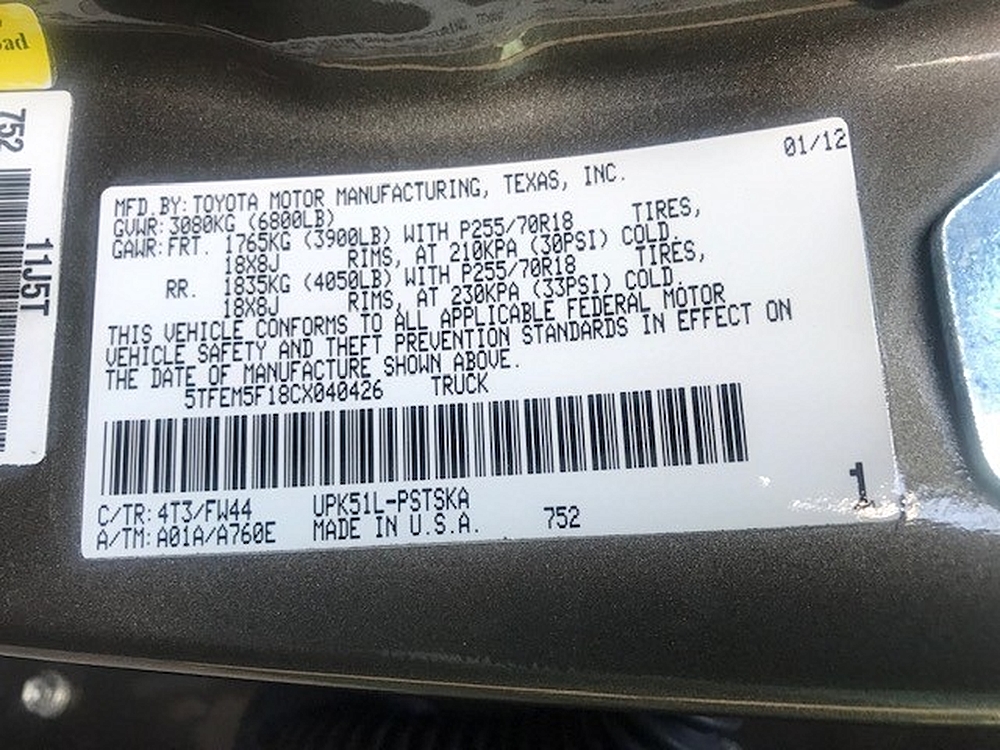 oad
752
11J5T
01/12
MFD.BY:TOYOTA MOTOR MANUFACTURING, TEXAS, INC.
GVWR:3080KG (6800LB)
GAWR:FRT. 1765KG (3900LB) WITH P255/70R18 TIRES,
18X8J RIMS, AT 210KPA (30PSI) COLD.
RR. 1835KG (4050LB) WITH P255/70R18 TIRES,
18X8J RIMS, AT 230KPA (33PSI) COLD.
THIS VEHICLE CONFORMS TO ALL APPLICABLE FEDERAL MOTOR
VEHICLE SAFETY AND THEFT PREVENTION STANDARDS IN EFFECT ON
THE DATE OF MANUFACTURE SHOWN ABOVE.
5TFEM5F18CX040426 TRUCK
C/TR:4T3/FW44 UPK51L-PSTSKA
A/TM:A01A/A760E MADE IN U.S.A. 752
1